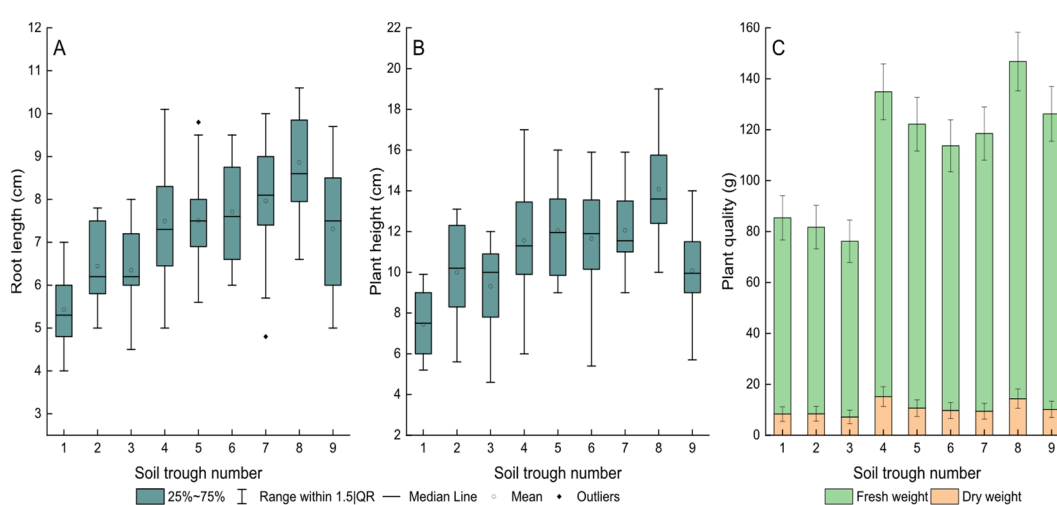 A
12
11
10
9
8
7
6
5
4
3
Root length (cm)
1 2 3 4 5 6 7 8 9
Soil trough number
B
22
20
18
16
14
12
10
8
6
4
2
Plant height (cm)
1 2 3 4 5 6 7 8 9
Soil trough number
C
160
140
120
100
80
60
40
20
0
Plant quality (g)
1 2 3 4 5 6 7 8 9
Soil trough number
25%~75% Range within 1.5|QR Median Line Mean Outliers
Fresh weight Dry weight